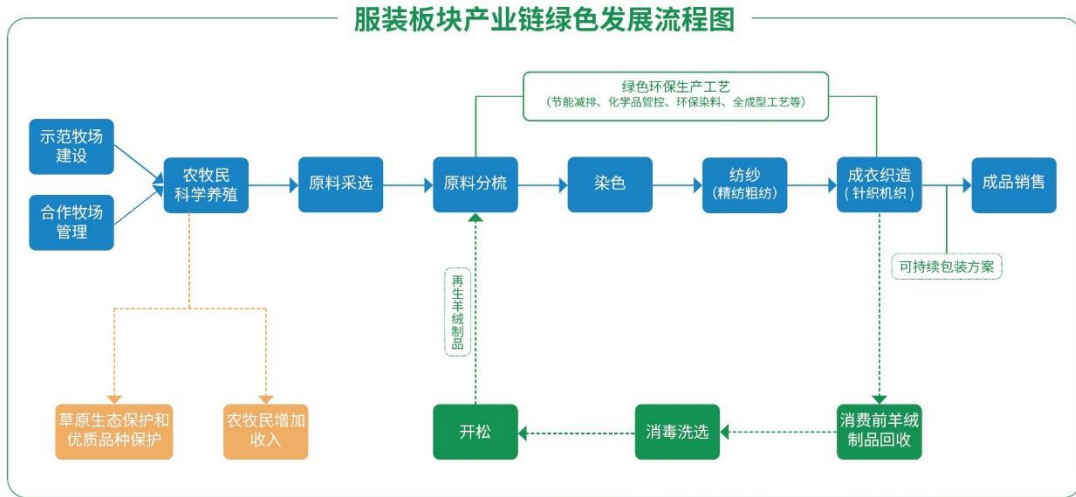 服装板块产业链绿色发展流程图
绿色环保生产工艺
（节能减排、化学品管控、环保染料、全成型工艺等）
示范牧场
建设
合作牧场
管理
农牧民
科学养殖
原料采选
原料分梳
染色
纺纱
（精纺粗纺）
成衣织造
（针织机织）
成品销售
可持续包装方案
再生羊绒制品
草原生态保护和
优质品种保护
农牧民增加
收入
开松
消毒洗选
消费前羊绒
制品回收